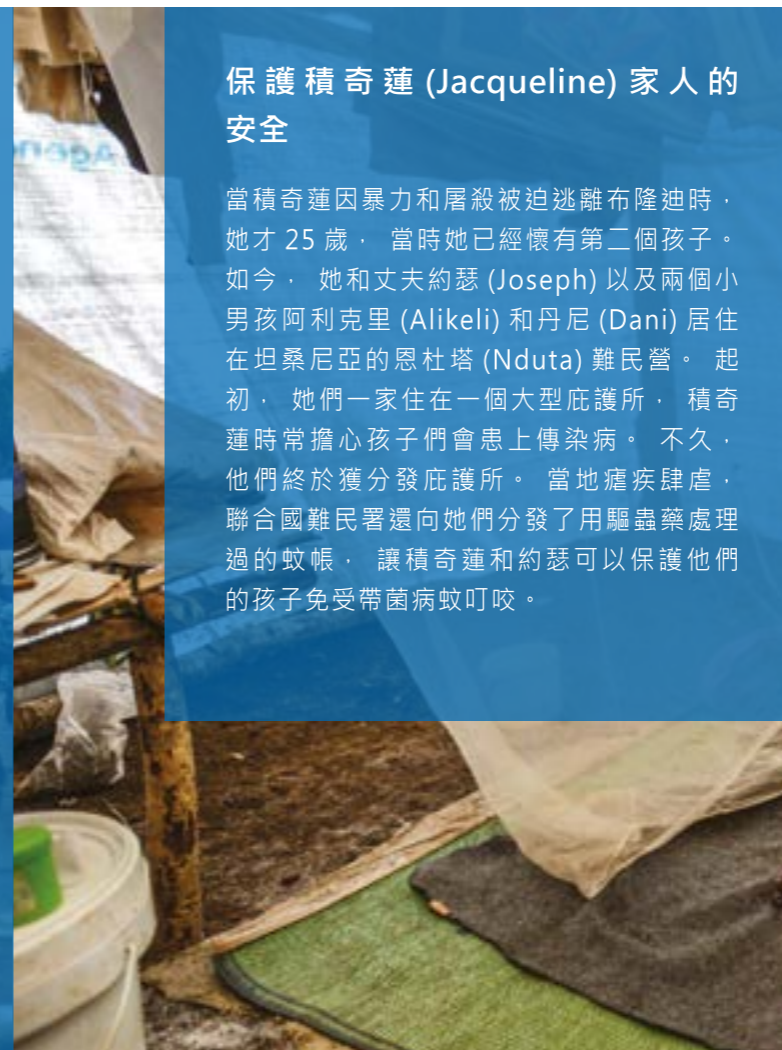 保護積奇蓮 (Jacqueline) 家人的
安全
當積奇蓮因暴力和屠殺被迫逃離布隆迪時，
她才 25 歲， 當時她已經懷有第二個孩子。
如今， 她和丈夫約瑟 (Joseph) 以及兩個小
男孩阿利克里 (Alikeli) 和丹尼 (Dani) 居住
在坦桑尼亞的恩杜塔 (Nduta) 難民營。 起
初， 她們一家住在一個大型庇護所， 積奇
蓮時常擔心孩子們會患上傳染病。 不久，
他們終於獲分發庇護所。 當地瘧疾肆虐，
聯合國難民署還向她們分發了用驅蟲藥處理
過的蚊帳， 讓積奇蓮和約瑟可以保護他們
的孩子免受帶菌病蚊叮咬。